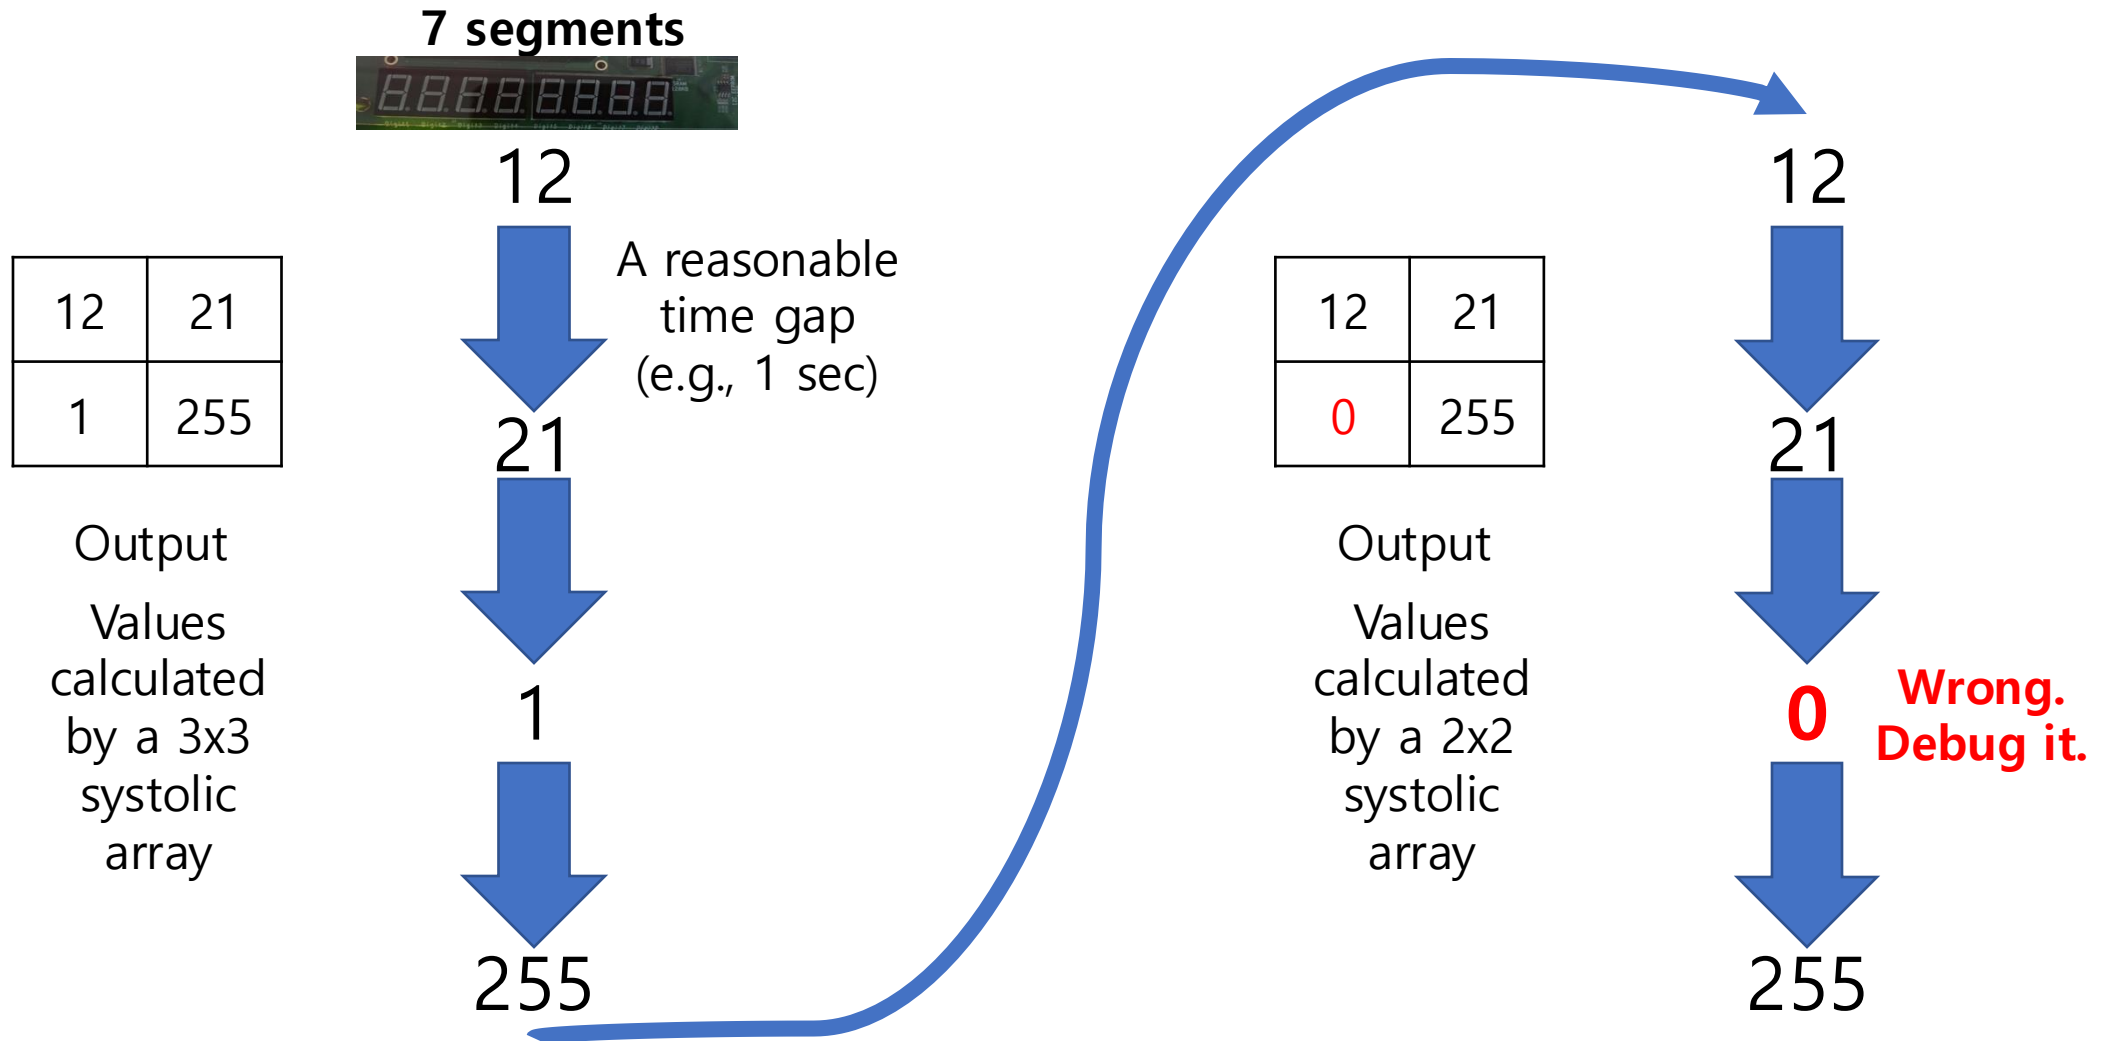 7 segments
12
A reasonable
time gap
(e.g., 1 sec)
12 21
1 255
21
Output
Values
calculated
by a 3x3
systolic
array
1
255
12
12 21
0 255
21
Output
Values
calculated
by a 2x2
systolic
array
0
Wrong.
Debug it.
255